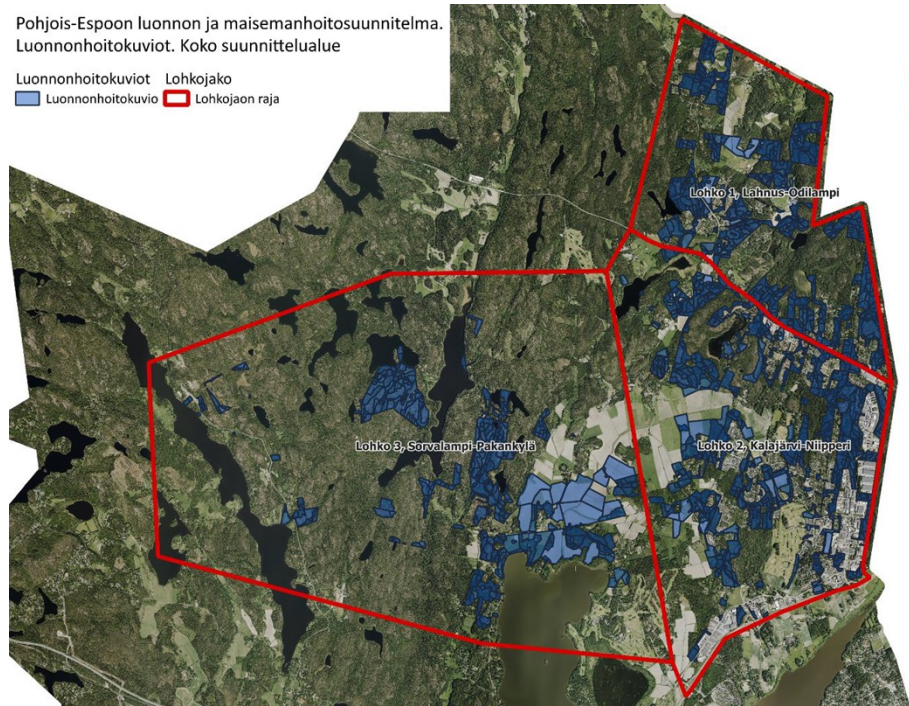 Pohjois-Espoon luonnon ja maisemanhoitosuunnitelma.
Luonnonhoitokuviot. Koko suunnittelualue
Luonnonhoitokuviot Lohkojako
Luonnonhoitokuvio Lohkojaon raja
Lohko 1, Lahnus-Odilampi
Lohko 3, Sorvalampi-Pakankylä
Lohko 2, Kalajärvi-Niipperi